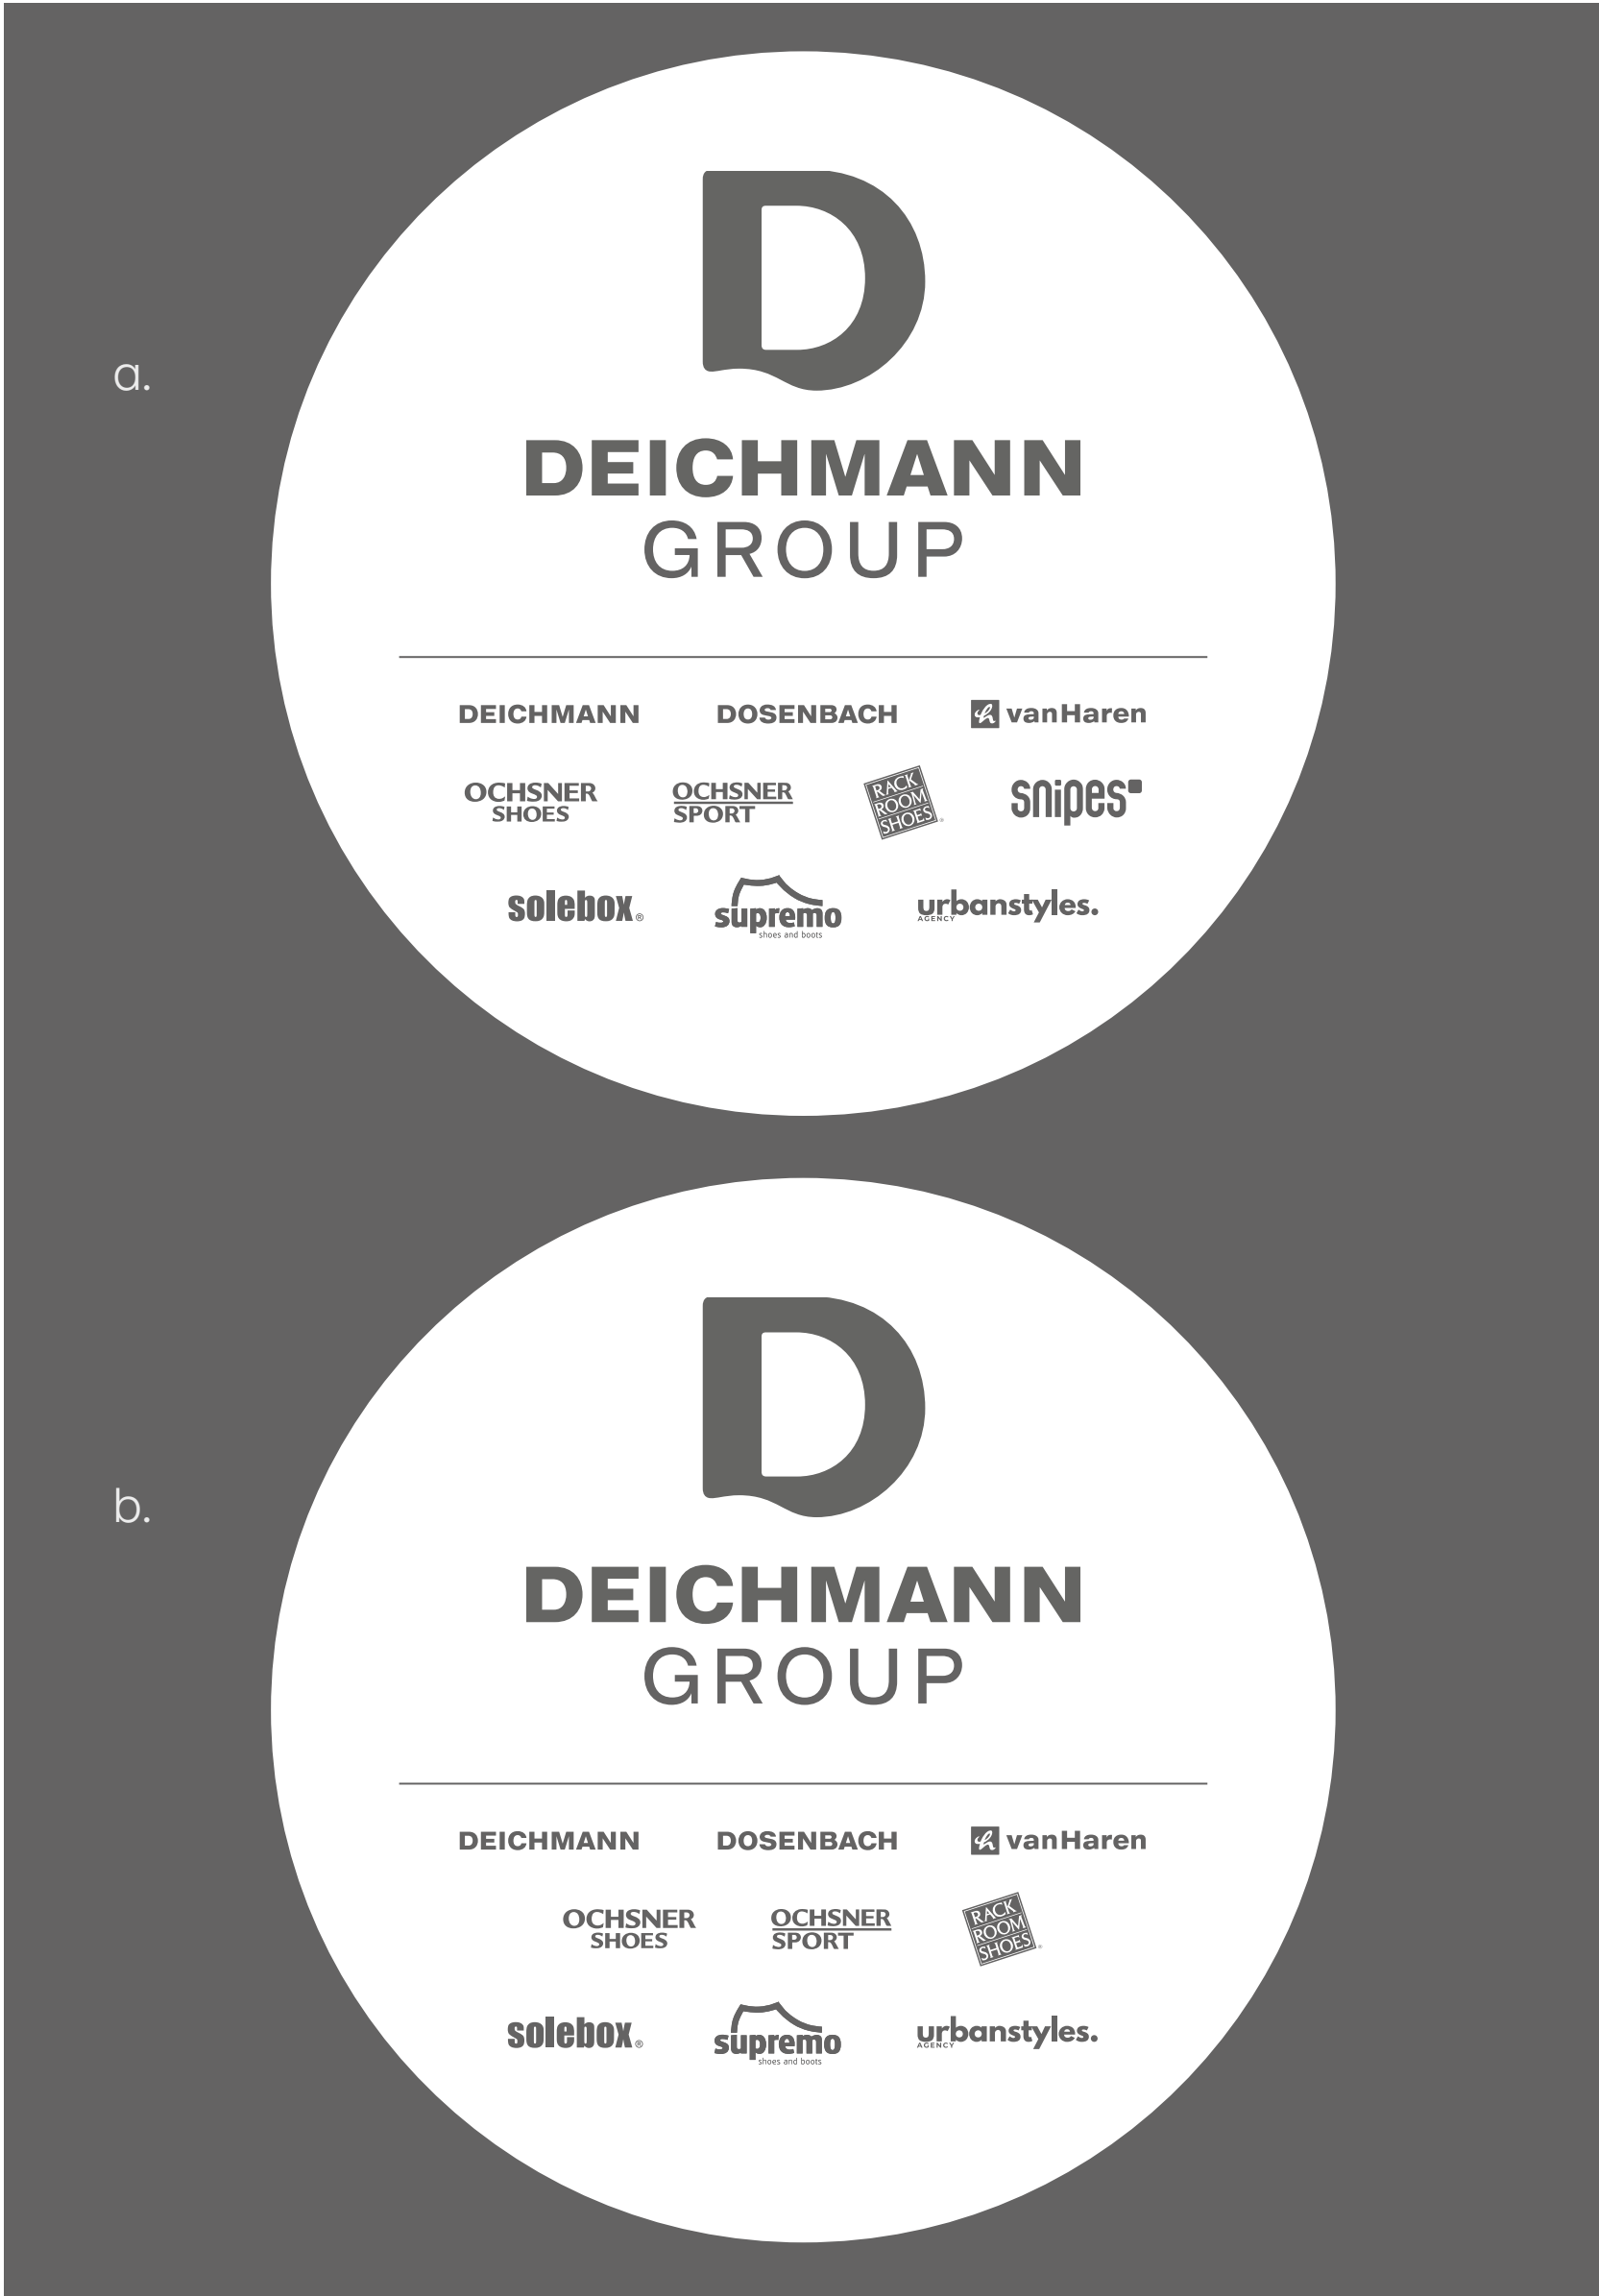 a.
D
DEICHMANN
GROUP
DEICHMANN DOSENBACH h vanHaren
OCHSNER SHOES OCHSNER SPORT RACK ROOM SHOES® snipes
solebox® supremo shoes and boots urbanstyles. AGENCY
b.
D
DEICHMANN
GROUP
DEICHMANN DOSENBACH h vanHaren
OCHSNER SHOES OCHSNER SPORT RACK ROOM SHOES®
solebox® supremo shoes and boots urbanstyles. AGENCY